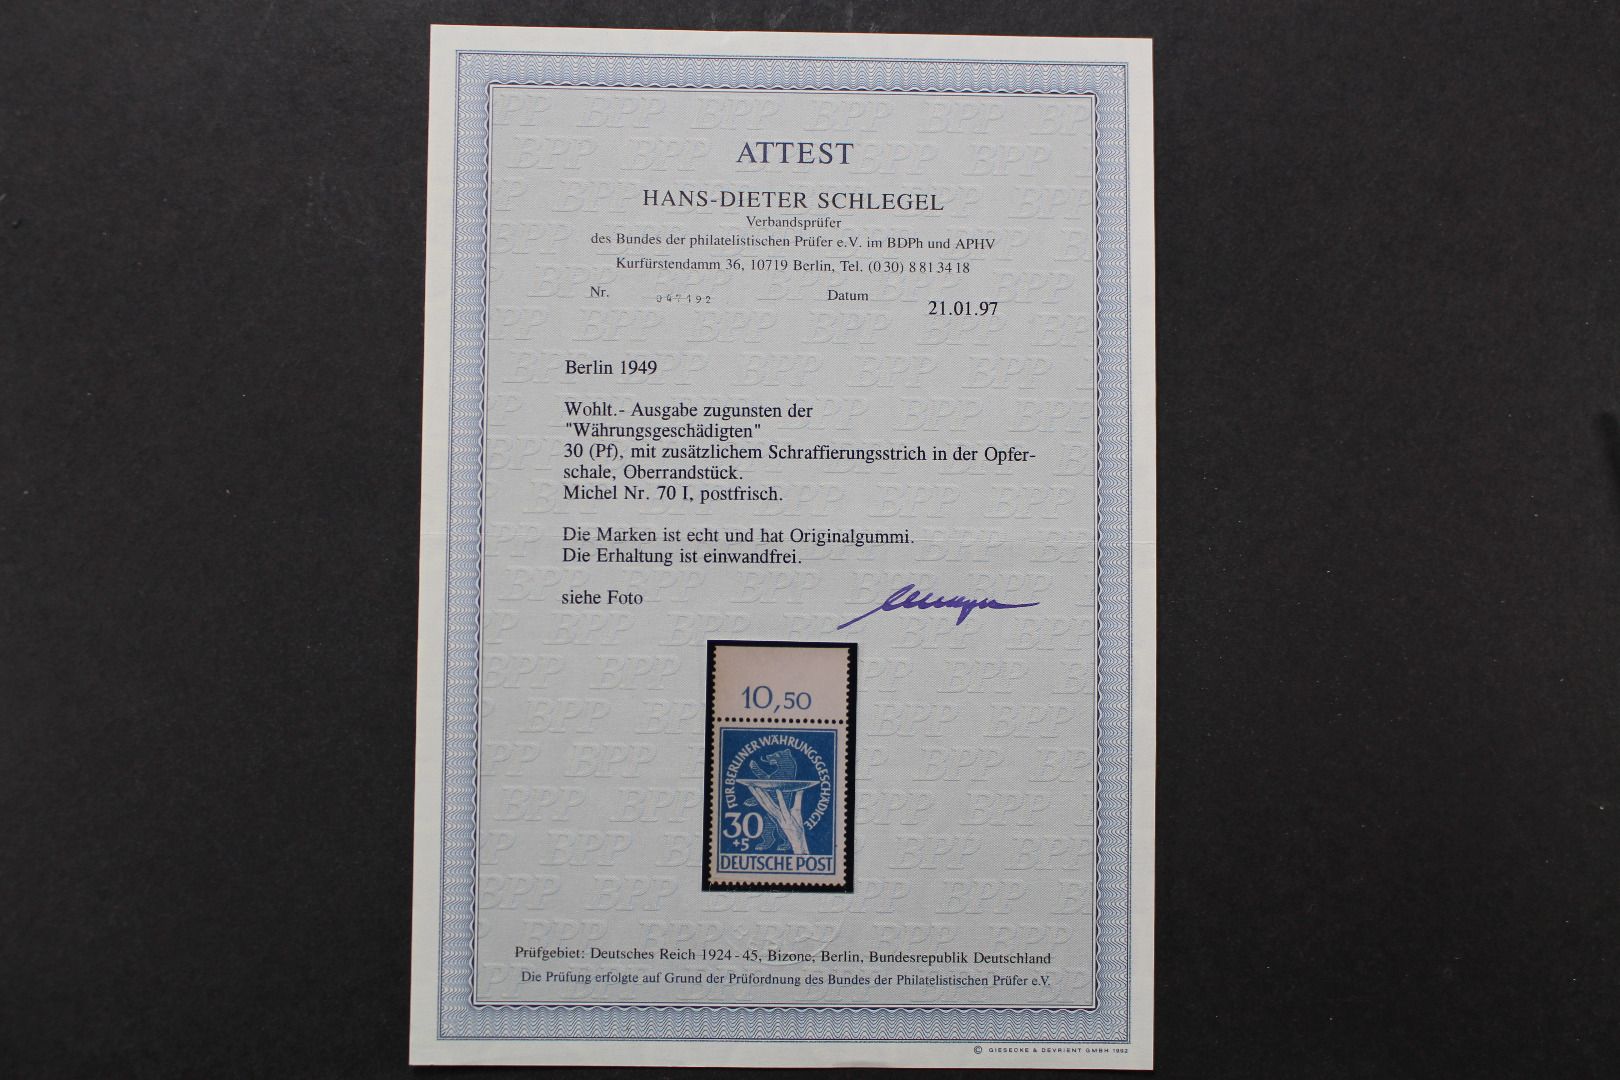 ATTEST
HANS-DIETER SCHLEGEL
Verbandsprüfer
des Bundes der philatelistischen Prüfer e.V. im BDPh und APHV
Kurfürstendamm 36, 10719 Berlin, Tel. (030) 8 81 34 18
Nr. 047192 Datum 21.01.97
Berlin 1949
Wohlt.- Ausgabe zugunsten der
"Währungsgeschädigten"
30 (Pf), mit zusätzlichem Schraffierungsstrich in der Opfer-
schale, Oberrandstück.
Michel Nr. 70 I, postfrisch.
Die Marken ist echt und hat Originalgummi.
Die Erhaltung ist einwandfrei.
siehe Foto
10,50
FÜR BERLINER WÄHRUNGSGESCHÄDIGTE
30
+5
DEUTSCHE POST
Prüfgebiet: Deutsches Reich 1924 - 45, Bizone, Berlin, Bundesrepublik Deutschland
Die Prüfung erfolgte auf Grund der Prüfordnung des Bundes der Philatelistischen Prüfer e.V.
© GIESECKE & DEVRIENT GMBH 1992